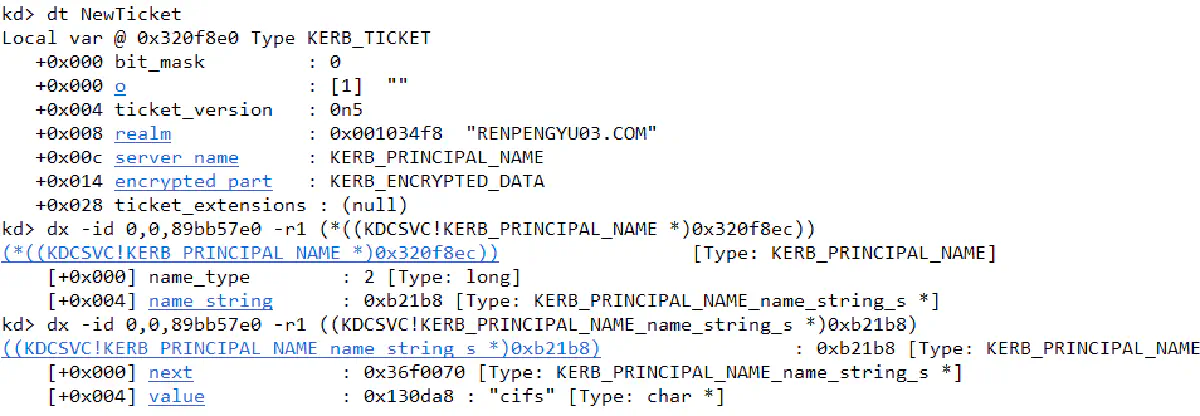 kd> dt NewTicket
Local var @ 0x320f8e0 Type KERB_TICKET
+0x000 bit_mask : 0
+0x000 o : [1] ""
+0x004 ticket_version : 0n5
+0x008 realm : 0x001034f8 "RENPENGYU03.COM"
+0x00c server_name : KERB_PRINCIPAL_NAME
+0x014 encrypted_part : KERB_ENCRYPTED_DATA
+0x028 ticket_extensions : (null)
kd> dx -id 0,0,89bb57e0 -r1 (*((KDCSVC!KERB_PRINCIPAL_NAME *)0x320f8ec))
(*((KDCSVC!KERB_PRINCIPAL_NAME *)0x320f8ec)) [Type: KERB_PRINCIPAL_NAME]
[+0x000] name_type : 2 [Type: long]
[+0x004] name_string : 0xb21b8 [Type: KERB_PRINCIPAL_NAME_name_string_s *]
kd> dx -id 0,0,89bb57e0 -r1 ((KDCSVC!KERB_PRINCIPAL_NAME_name_string_s *)0xb21b8)
((KDCSVC!KERB_PRINCIPAL_NAME_name_string_s *)0xb21b8) : 0xb21b8 [Type: KERB_PRINCIPAL_NAME
[+0x000] next : 0x36f0070 [Type: KERB_PRINCIPAL_NAME_name_string_s *]
[+0x004] value : 0x130da8 : "cifs" [Type: char *]